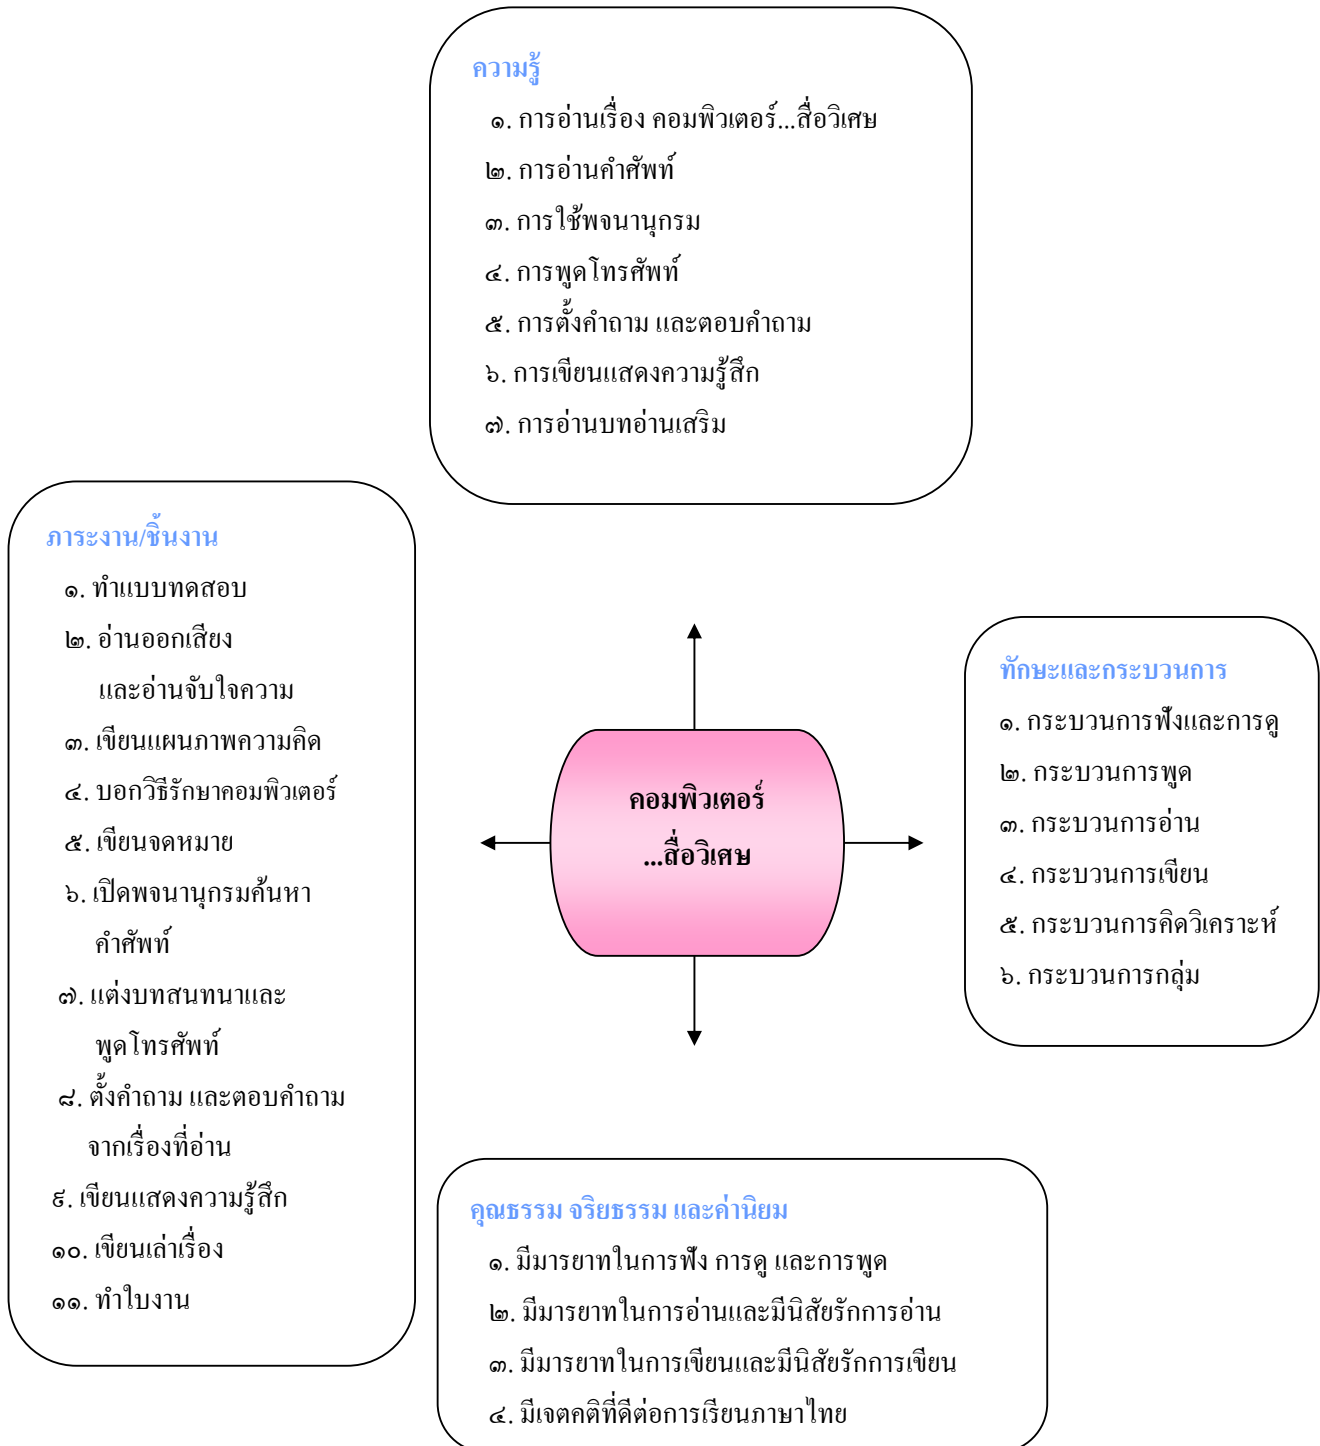 ความรู้
๑. การอ่านเรื่อง คอมพิวเตอร์...สื่อวิเศษ
๒. การอ่านคำศัพท์
๓. การใช้พจนานุกรม
๔. การพูดโทรศัพท์
๕. การตั้งคำถาม และตอบคำถาม
๖. การเขียนแสดงความรู้สึก
๗. การอ่านบทอ่านเสริม
ภาระงาน/ชิ้นงาน
๑. ทำแบบทดสอบ
๒. อ่านออกเสียง
และอ่านจับใจความ
๓. เขียนแผนภาพความคิด
๔. บอกวิธีรักษาคอมพิวเตอร์
๕. เขียนจดหมาย
๖. เปิดพจนานุกรมค้นหา
คำศัพท์
๗. แต่งบทสนทนาและ
พูดโทรศัพท์
๘. ตั้งคำถาม และตอบคำถาม
จากเรื่องที่อ่าน
๙. เขียนแสดงความรู้สึก
๑๐. เขียนเล่าเรื่อง
๑๑. ทำใบงาน
คอมพิวเตอร์
...สื่อวิเศษ
ทักษะและกระบวนการ
๑. กระบวนการฟังและการดู
๒. กระบวนการพูด
๓. กระบวนการอ่าน
๔. กระบวนการเขียน
๕. กระบวนการคิดวิเคราะห์
๖. กระบวนการกลุ่ม
คุณธรรม จริยธรรม และค่านิยม
๑. มีมารยาทในการฟัง การดู และการพูด
๒. มีมารยาทในการอ่านและมีนิสัยรักการอ่าน
๓. มีมารยาทในการเขียนและมีนิสัยรักการเขียน
๔. มีเจตคติที่ดีต่อการเรียนภาษาไทย